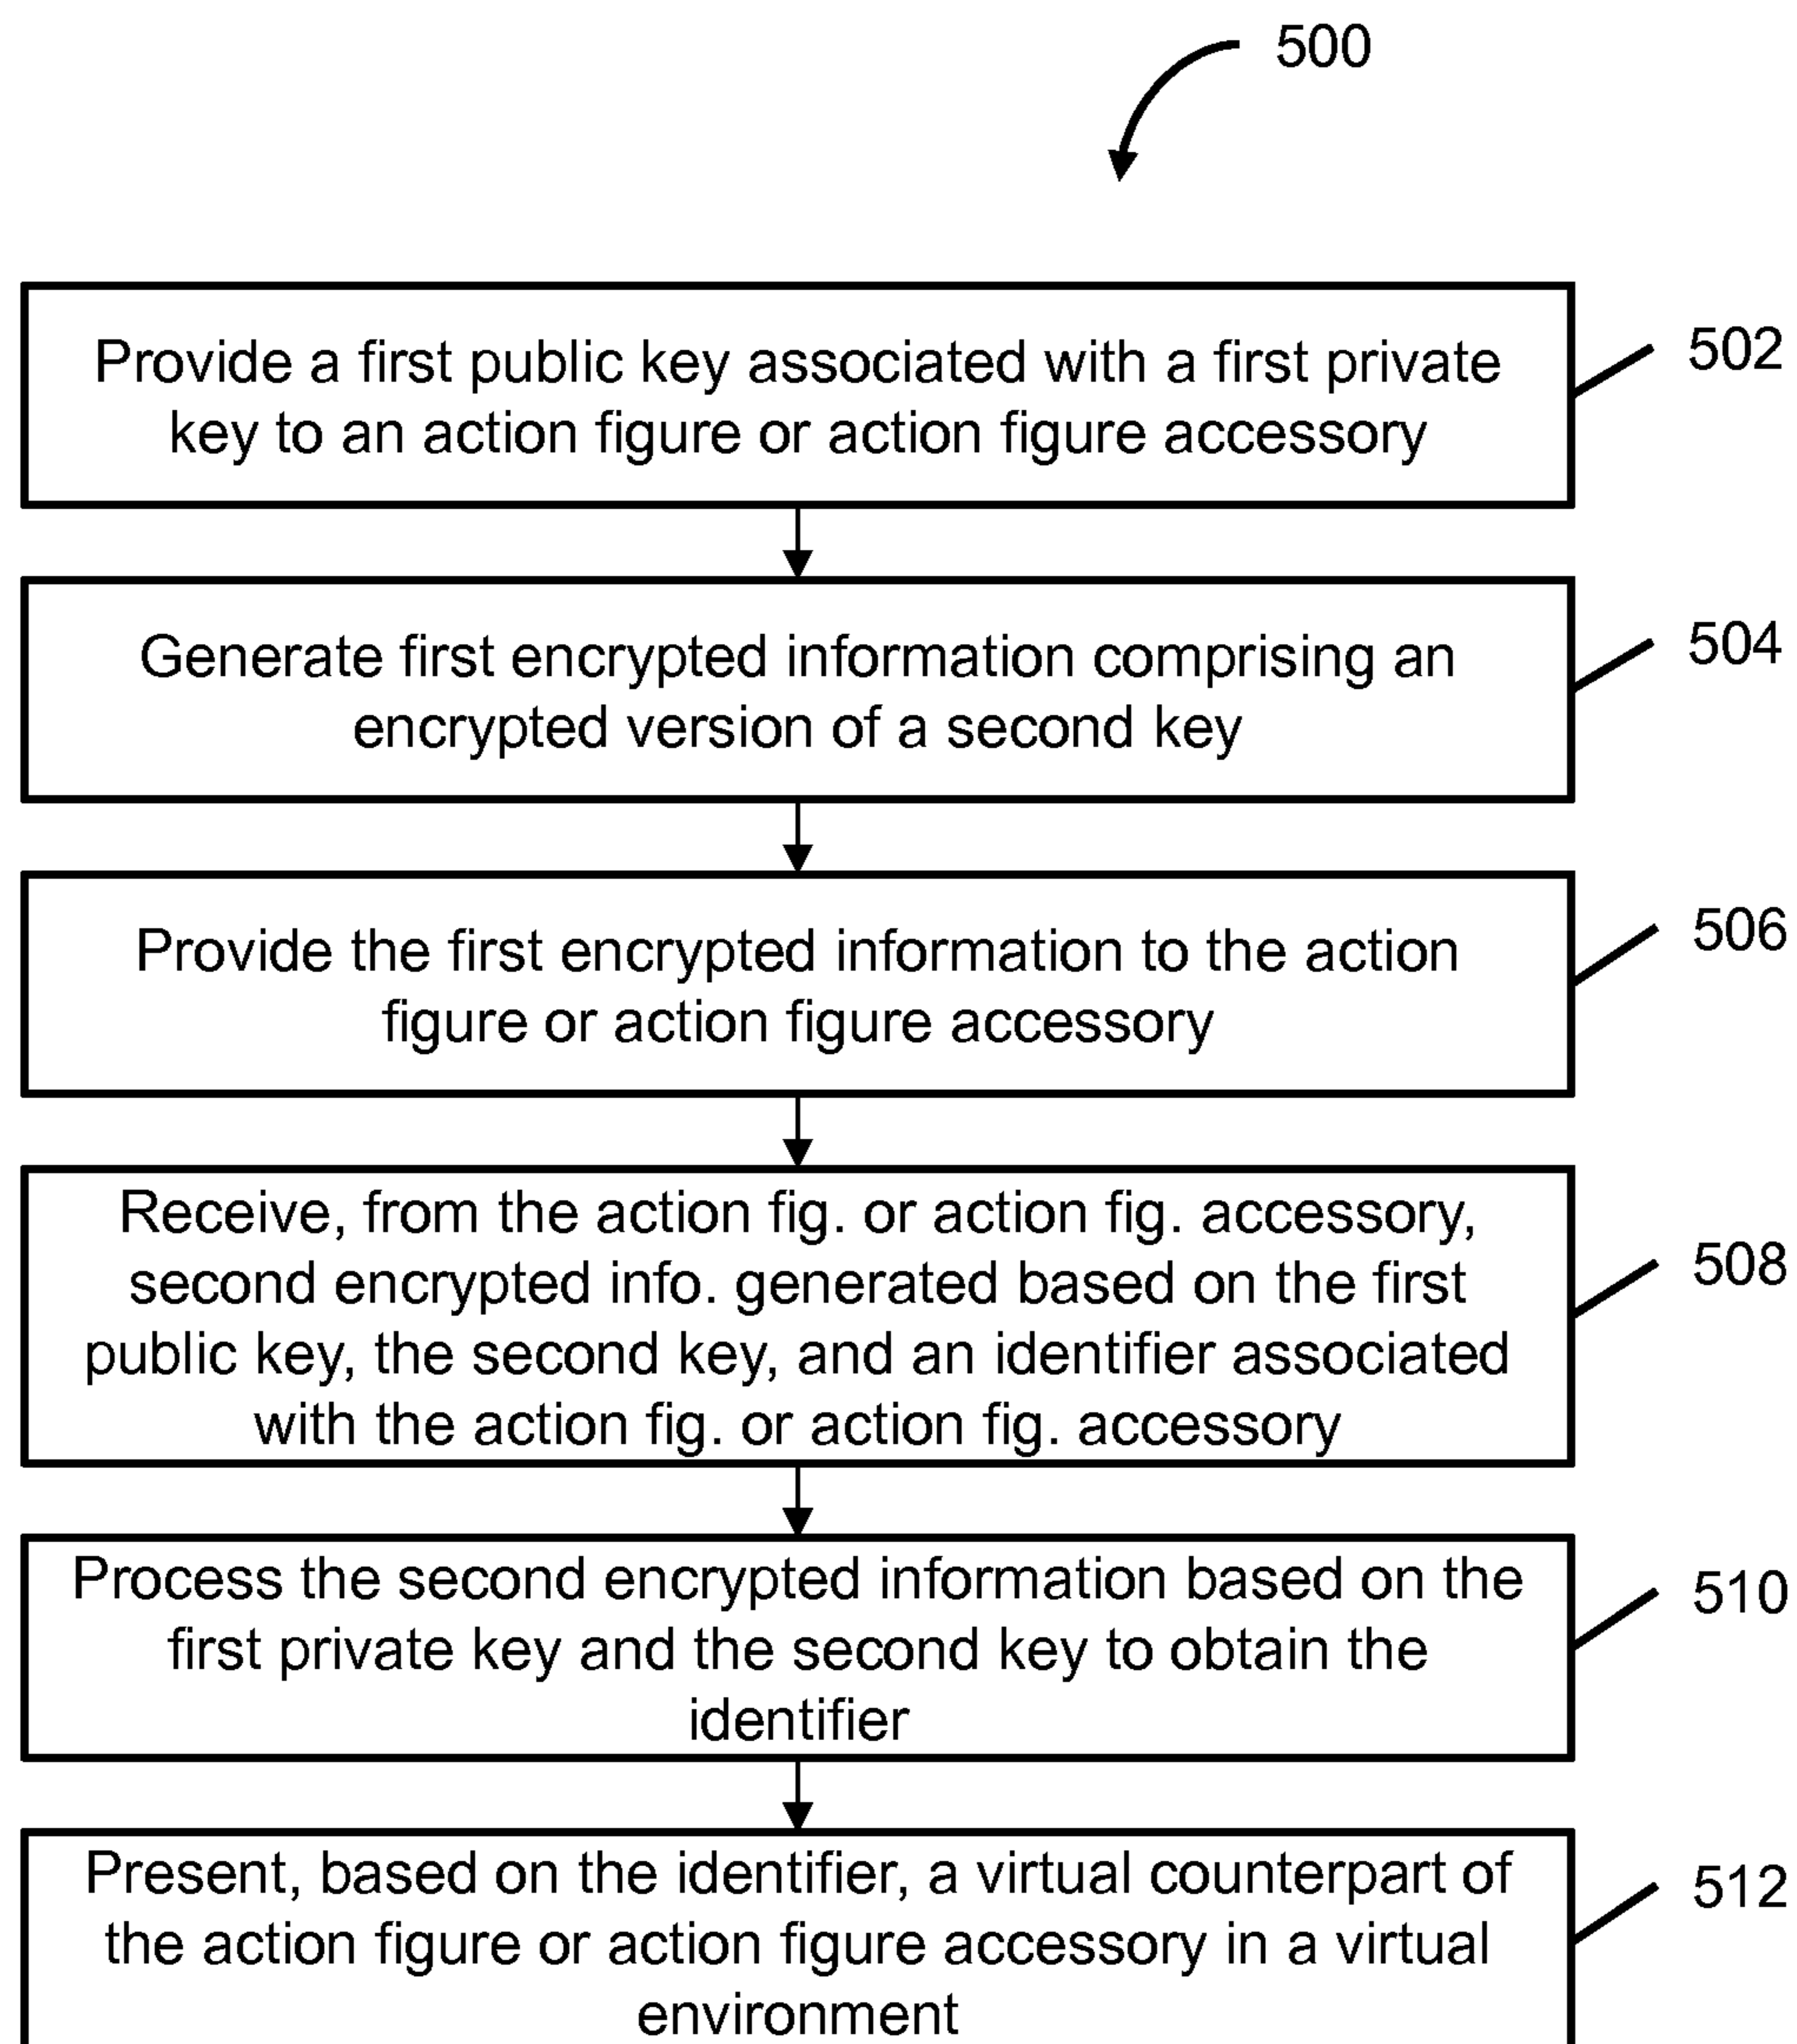 500
Provide a first public key associated with a first private
key to an action figure or action figure accessory
502
Generate first encrypted information comprising an
encrypted version of a second key
504
Provide the first encrypted information to the action
figure or action figure accessory
506
Receive, from the action fig. or action fig. accessory,
second encrypted info. generated based on the first
public key, the second key, and an identifier associated
with the action fig. or action fig. accessory
508
Process the second encrypted information based on the
first private key and the second key to obtain the
identifier
510
Present, based on the identifier, a virtual counterpart of
the action figure or action figure accessory in a virtual
environment
512